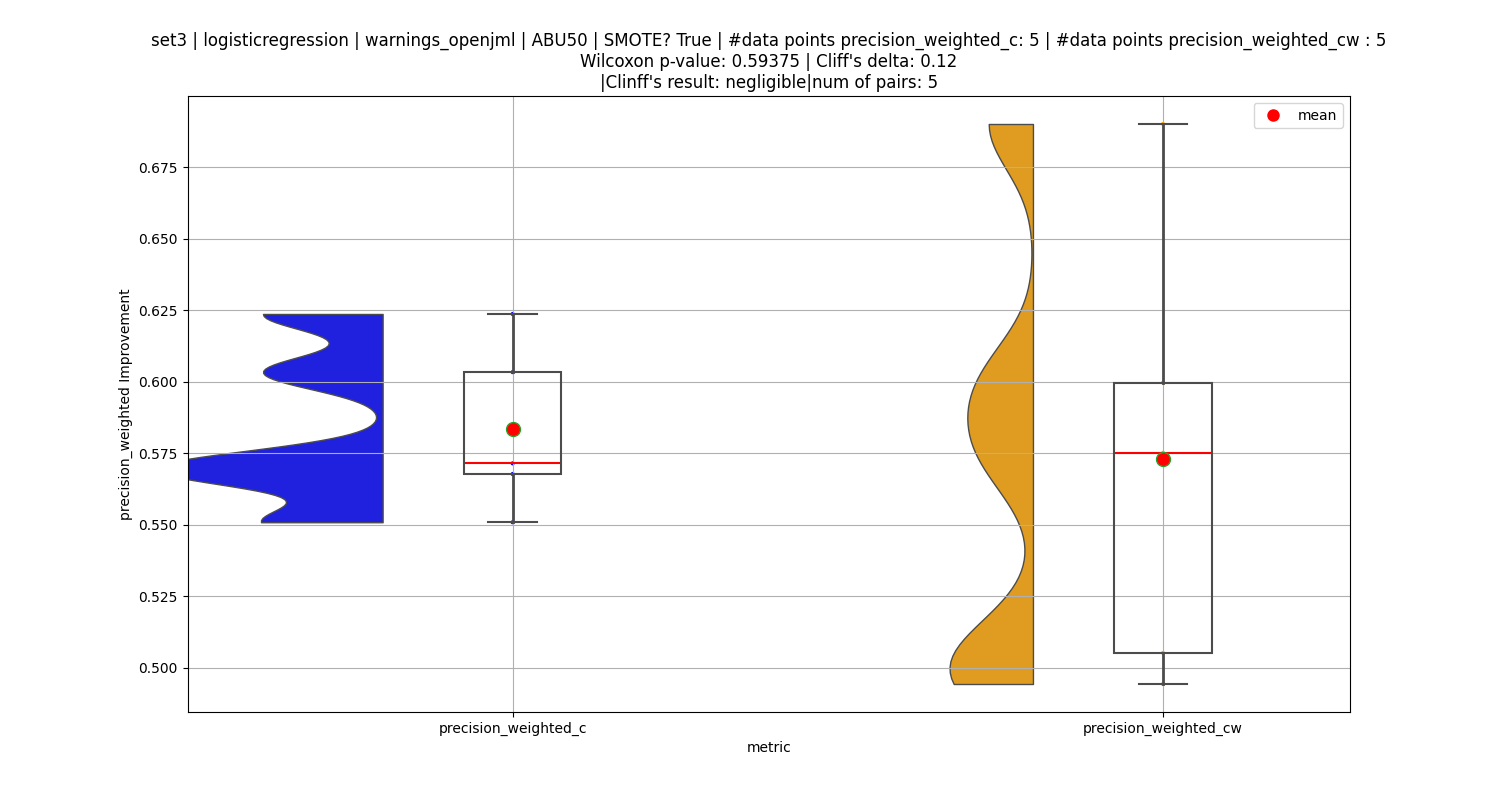 set3 | logisticregression | warnings_openjml | ABU50 | SMOTE? True | #data points precision_weighted_c: 5 | #data points precision_weighted_cw : 5
Wilcoxon p-value: 0.59375 | Cliff's delta: 0.12
|Clinff's result: negligible|num of pairs: 5
mean
precision_weighted Improvement
0.675
0.650
0.625
0.600
0.575
0.550
0.525
0.500
precision_weighted_c
precision_weighted_cw
metric